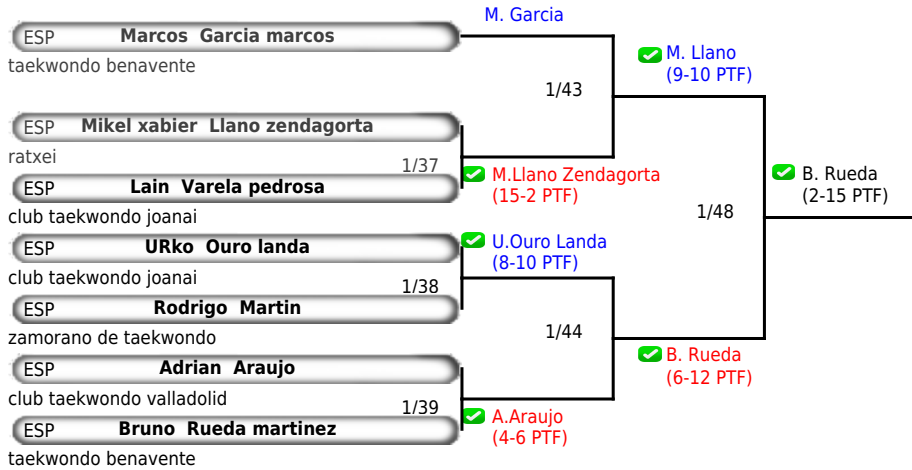 M. Garcia
ESP Marcos Garcia marcos
taekwondo benavente
M. Llano
(9-10 PTF)
1/43
ESP Mikel xabier Llano zendagorta
ratxei
1/37
M.Llano Zendagorta
(15-2 PTF)
ESP Lain Varela pedrosa
club taekwondo joanai
B. Rueda
(2-15 PTF)
1/48
ESP URko Ouro landa
club taekwondo joanai
U.Ouro Landa
(8-10 PTF)
1/38
ESP Rodrigo Martin
zamorano de taekwondo
1/44
B. Rueda
(6-12 PTF)
ESP Adrian Araujo
club taekwondo valladolid
1/39
A.Araujo
(4-6 PTF)
ESP Bruno Rueda martinez
taekwondo benavente